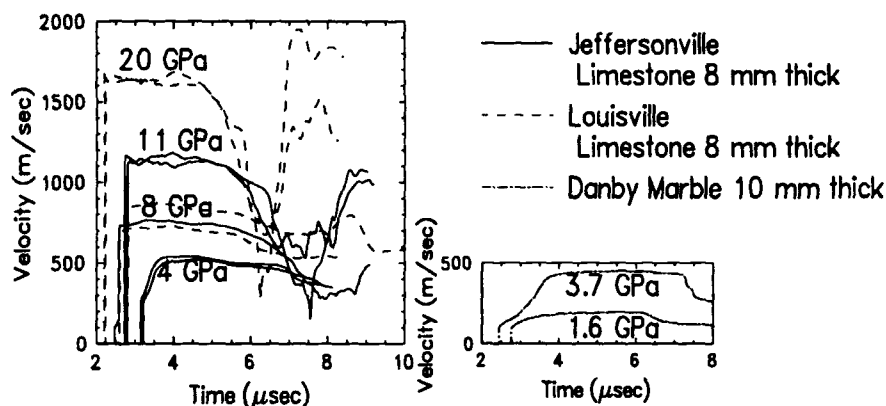 2000
1500
1000
500
0
Velocity (m/sec)
20 GPa
11 GPa
8 GPa
4 GPa
2 4 6 8 10
Time (μsec)
Jeffersonville
Limestone 8 mm thick
Louisville
Limestone 8 mm thick
Danby Marble 10 mm thick
500
0
Velocity (m/sec)
3.7 GPa
1.6 GPa
2 4 6 8
Time (μsec)